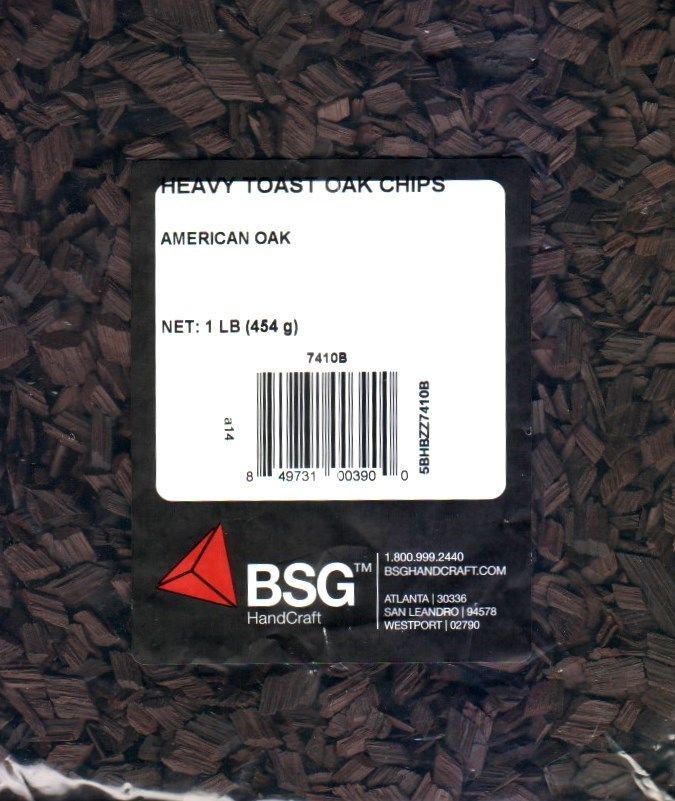 HEAVY TOAST OAK CHIPS
AMERICAN OAK
NET: 1 LB (454 g)
7410B
a14
5BHBZZ7410B
8 49731 00390 0
BSG™
HandCraft
1.800.999.2440
BSGHANDCRAFT.COM
ATLANTA | 30336
SAN LEANDRO | 94578
WESTPORT | 02790